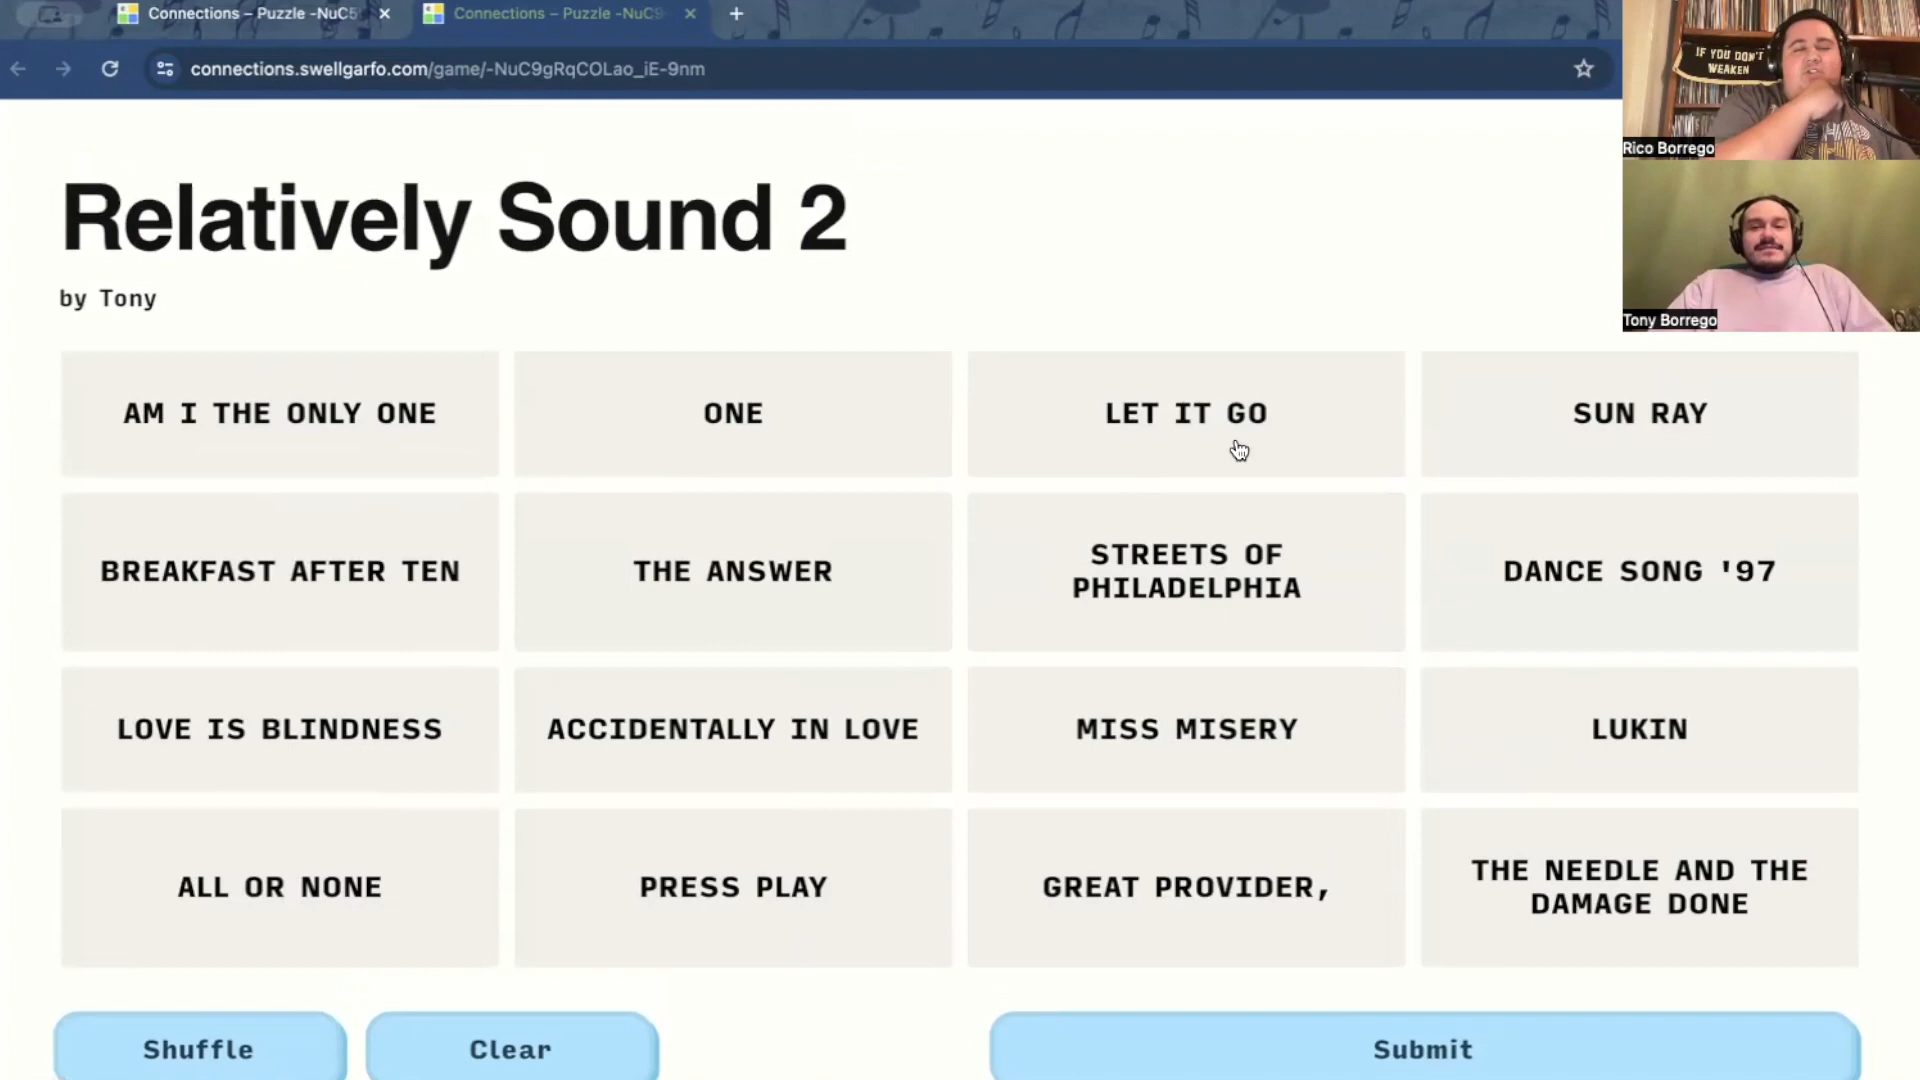 Connections – Puzzle -NuC5
Connections – Puzzle -NuC9
connections.swellgarfo.com/game/-NuC9gRqCOLao_iE-9nm
IF YOU DON'T
WEAKEN
Rico Borrego
Tony Borrego
Relatively Sound 2
by Tony
AM I THE ONLY ONE
ONE
LET IT GO
SUN RAY
BREAKFAST AFTER TEN
THE ANSWER
STREETS OF
PHILADELPHIA
DANCE SONG '97
LOVE IS BLINDNESS
ACCIDENTALLY IN LOVE
MISS MISERY
LUKIN
ALL OR NONE
PRESS PLAY
GREAT PROVIDER,
THE NEEDLE AND THE
DAMAGE DONE
Shuffle
Clear
Submit